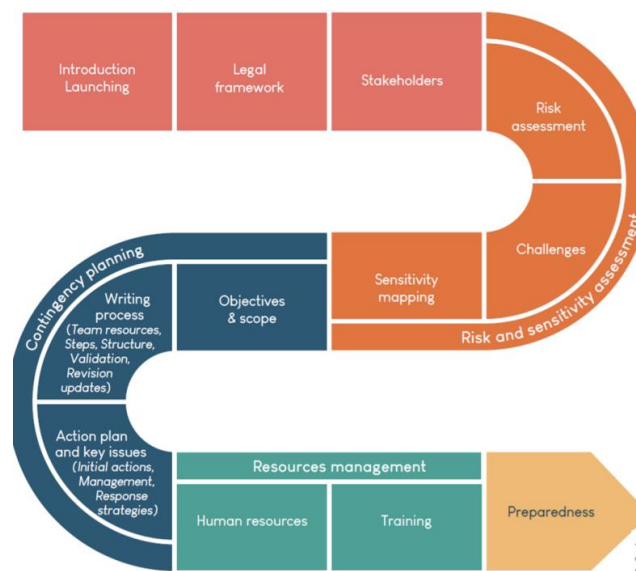 Introduction
Launching
Legal
framework
Stakeholders
Risk
assessment
Challenges
Risk and sensitivity assessment
Sensitivity
mapping
Objectives
& scope
Contingency planning
Writing
process
(Team resources,
Steps, Structure,
Validation,
Revision
updates)
Action plan
and key issues
(Initial actions,
Management,
Response
strategies)
Resources management
Human resources
Training
Preparedness